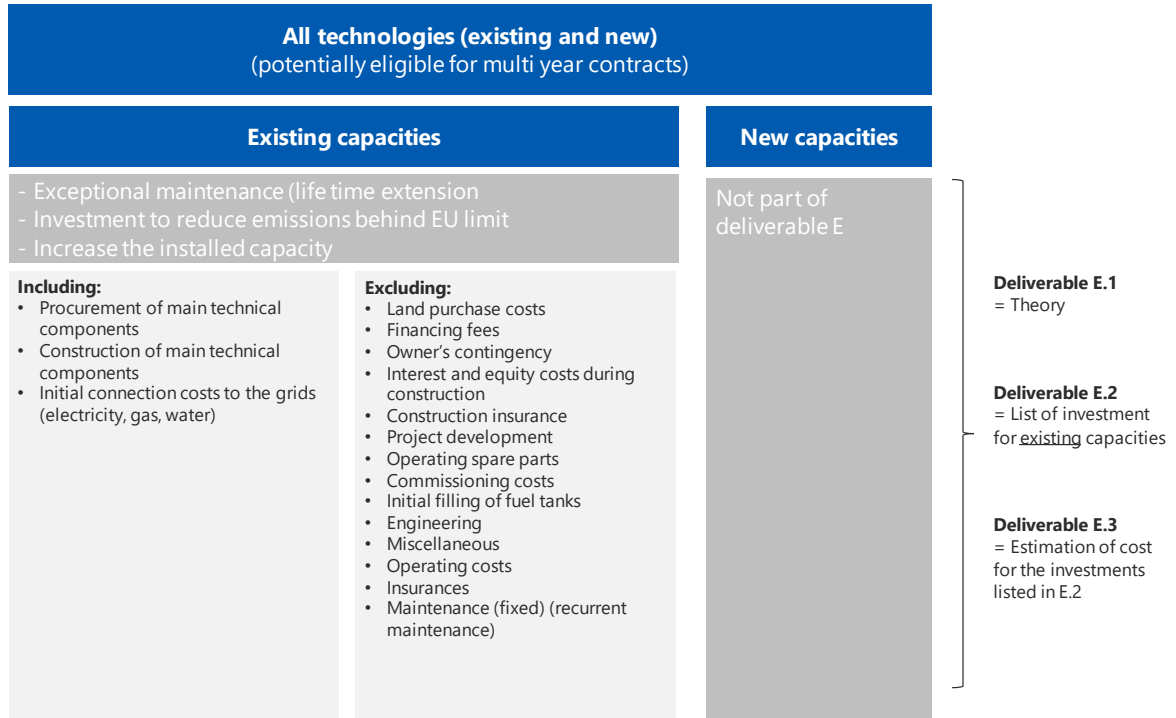 All technologies (existing and new)
(potentially eligible for multi year contracts)
Existing capacities
New capacities
- Exceptional maintenance (life time extension
- Investment to reduce emissions behind EU limit
- Increase the installed capacity
Not part of
deliverable E
Including:
• Procurement of main technical
components
• Construction of main technical
components
• Initial connection costs to the grids
(electricity, gas, water)
Excluding:
• Land purchase costs
• Financing fees
• Owner's contingency
• Interest and equity costs during
construction
• Construction insurance
• Project development
• Operating spare parts
• Commissioning costs
• Initial filling of fuel tanks
• Engineering
• Miscellaneous
• Operating costs
• Insurances
• Maintenance (fixed) (recurrent
maintenance)
Deliverable E.1
= Theory
Deliverable E.2
= List of investment
for existing capacities
Deliverable E.3
= Estimation of cost
for the investments
listed in E.2